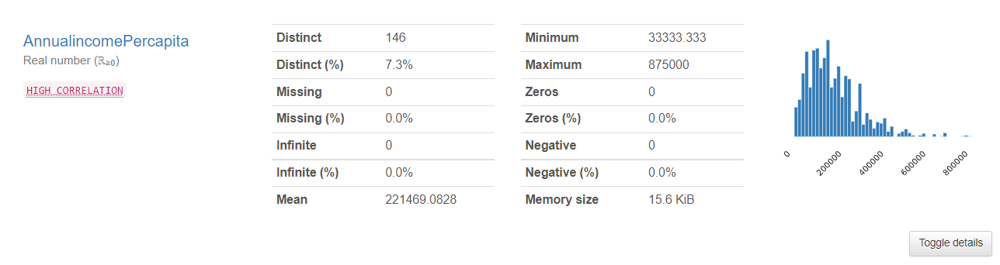 AnnualincomePercapita
Real number (ℝ≥0)
HIGH CORRELATION
Distinct 146
Distinct (%) 7.3%
Missing 0
Missing (%) 0.0%
Infinite 0
Infinite (%) 0.0%
Mean 221469.0828
Minimum 33333.333
Maximum 875000
Zeros 0
Zeros (%) 0.0%
Negative 0
Negative (%) 0.0%
Memory size 15.6 KiB
0
200000
400000
600000
800000
Toggle details